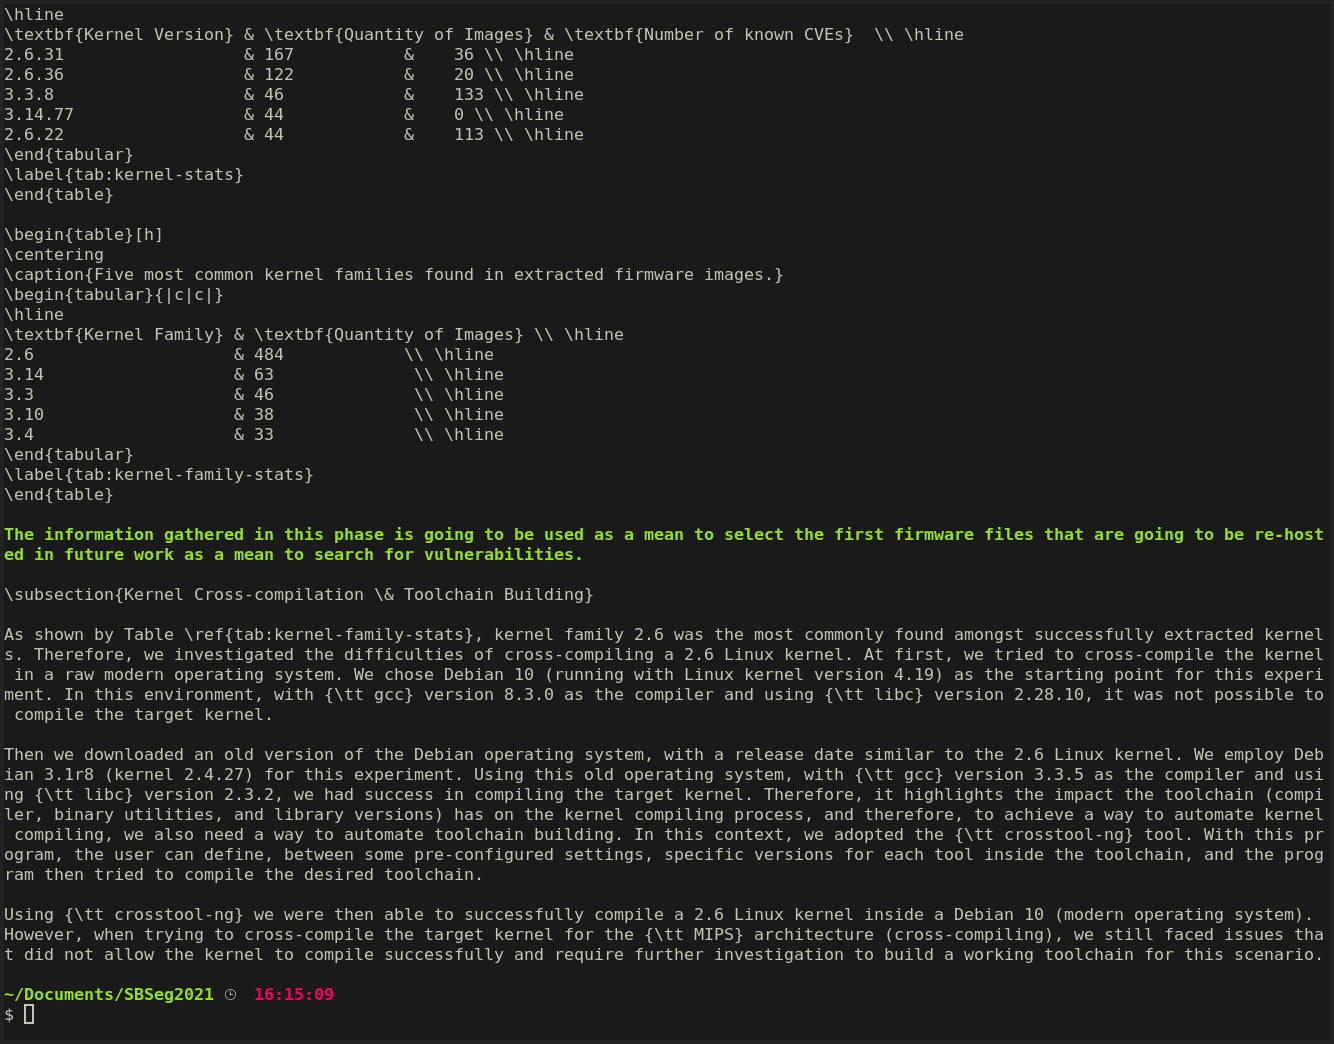 \hline
\textbf{Kernel Version} & \textbf{Quantity of Images} & \textbf{Number of known CVEs}  \\ \hline
2.6.31                  & 167           &    36 \\ \hline
2.6.36                  & 122           &    20 \\ \hline
3.3.8                   & 46            &    133 \\ \hline
3.14.77                 & 44            &    0 \\ \hline
2.6.22                  & 44            &    113 \\ \hline
\end{tabular}
\label{tab:kernel-stats}
\end{table}

\begin{table}[h]
\centering
\caption{Five most common kernel families found in extracted firmware images.}
\begin{tabular}{|c|c|}
\hline
\textbf{Kernel Family} & \textbf{Quantity of Images} \\ \hline
2.6                    & 484            \\ \hline
3.14                   & 63              \\ \hline
3.3                    & 46              \\ \hline
3.10                   & 38              \\ \hline
3.4                    & 33              \\ \hline
\end{tabular}
\label{tab:kernel-family-stats}
\end{table}

The information gathered in this phase is going to be used as a mean to select the first firmware files that are going to be re-host
ed in future work as a mean to search for vulnerabilities.

\subsection{Kernel Cross-compilation \& Toolchain Building}

As shown by Table \ref{tab:kernel-family-stats}, kernel family 2.6 was the most commonly found amongst successfully extracted kernel
s. Therefore, we investigated the difficulties of cross-compiling a 2.6 Linux kernel. At first, we tried to cross-compile the kernel
 in a raw modern operating system. We chose Debian 10 (running with Linux kernel version 4.19) as the starting point for this experi
ment. In this environment, with {\tt gcc} version 8.3.0 as the compiler and using {\tt libc} version 2.28.10, it was not possible to
 compile the target kernel.

Then we downloaded an old version of the Debian operating system, with a release date similar to the 2.6 Linux kernel. We employ Deb
ian 3.1r8 (kernel 2.4.27) for this experiment. Using this old operating system, with {\tt gcc} version 3.3.5 as the compiler and usi
ng {\tt libc} version 2.3.2, we had success in compiling the target kernel. Therefore, it highlights the impact the toolchain (compi
ler, binary utilities, and library versions) has on the kernel compiling process, and therefore, to achieve a way to automate kernel
 compiling, we also need a way to automate toolchain building. In this context, we adopted the {\tt crosstool-ng} tool. With this pr
ogram, the user can define, between some pre-configured settings, specific versions for each tool inside the toolchain, and the prog
ram then tried to compile the desired toolchain.

Using {\tt crosstool-ng} we were then able to successfully compile a 2.6 Linux kernel inside a Debian 10 (modern operating system).
However, when trying to cross-compile the target kernel for the {\tt MIPS} architecture (cross-compiling), we still faced issues tha
t did not allow the kernel to compile successfully and require further investigation to build a working toolchain for this scenario.

~/Documents/SBSeg2021 ◷ 16:15:09
$